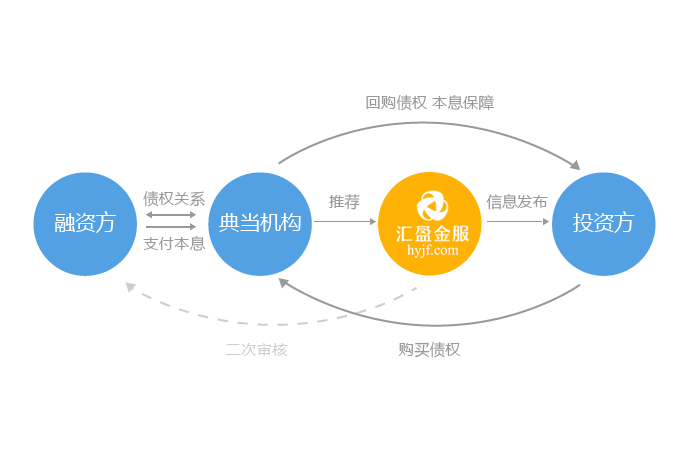 回购债权 本息保障
债权关系
推荐
信息发布
融资方
典当机构
汇盈金服
hyjf.com
投资方
支付本息
二次审核
购买债权